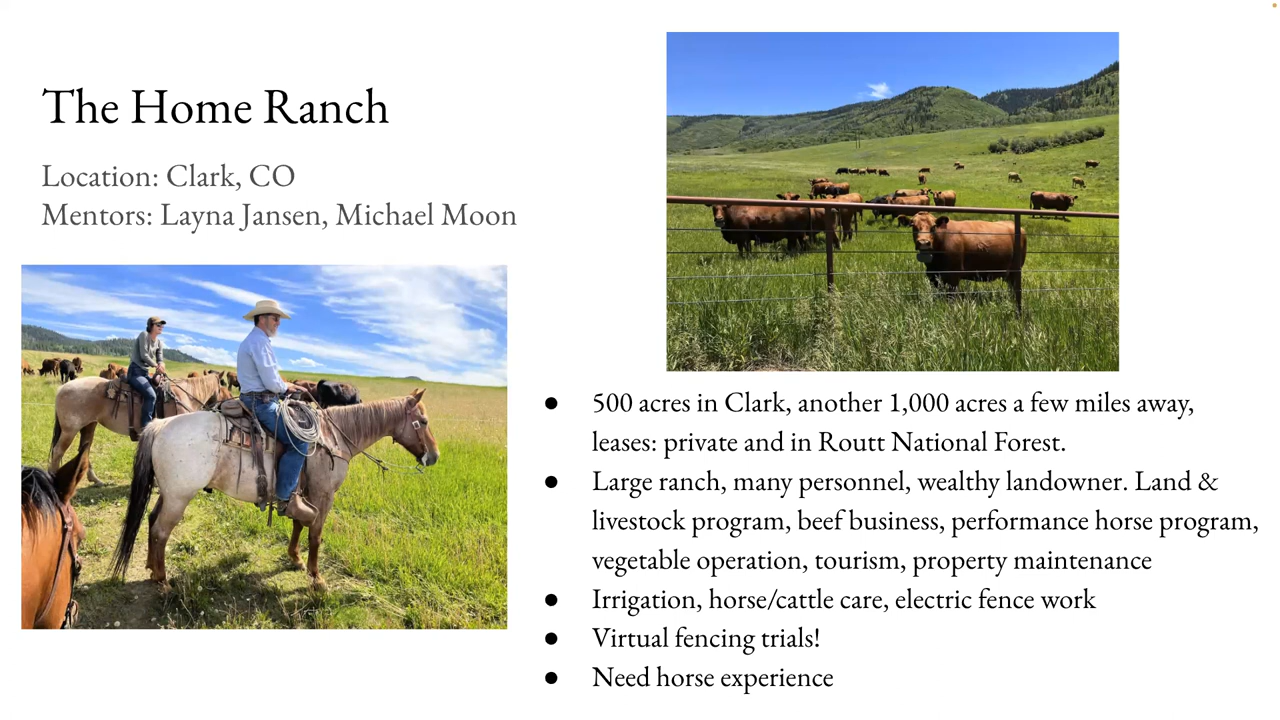 The Home Ranch
Location: Clark, CO
Mentors: Layna Jansen, Michael Moon
● 500 acres in Clark, another 1,000 acres a few miles away,
leases: private and in Routt National Forest.
● Large ranch, many personnel, wealthy landowner. Land &
livestock program, beef business, performance horse program,
vegetable operation, tourism, property maintenance
● Irrigation, horse/cattle care, electric fence work
● Virtual fencing trials!
● Need horse experience